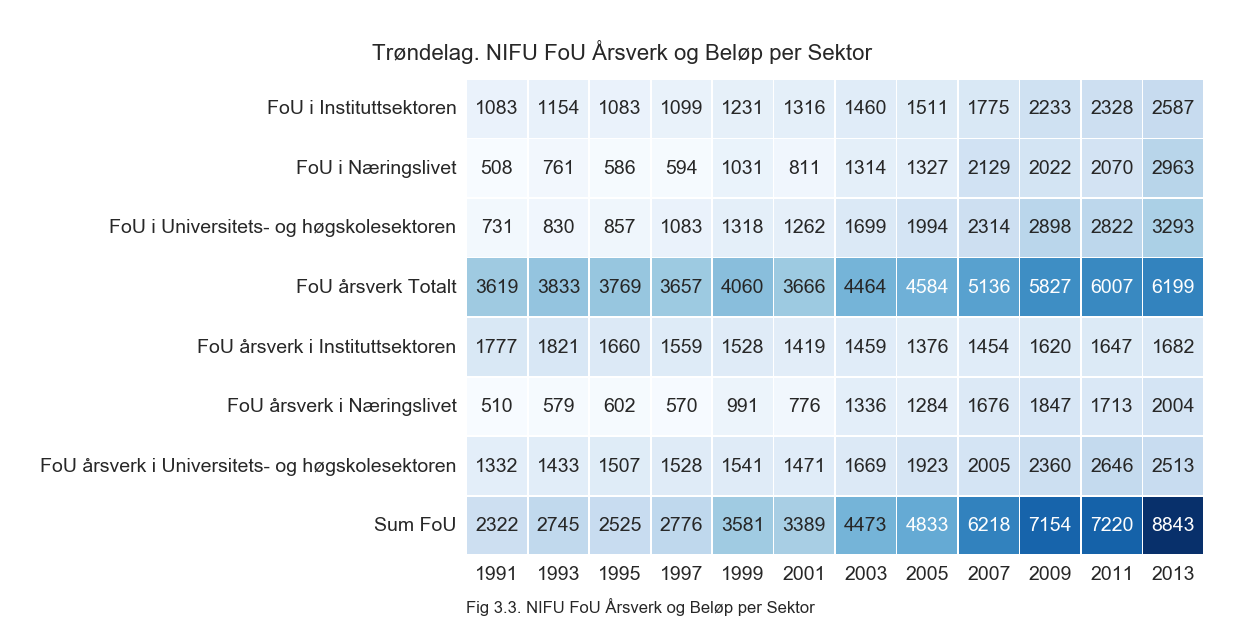 Trøndelag. NIFU FoU Årsverk og Beløp per Sektor
FoU i Instituttsektoren 1083 1154 1083 1099 1231 1316 1460 1511 1775 2233 2328 2587
FoU i Næringslivet 508 761 586 594 1031 811 1314 1327 2129 2022 2070 2963
FoU i Universitets- og høgskolesektoren 731 830 857 1083 1318 1262 1699 1994 2314 2898 2822 3293
FoU årsverk Totalt 3619 3833 3769 3657 4060 3666 4464 4584 5136 5827 6007 6199
FoU årsverk i Instituttsektoren 1777 1821 1660 1559 1528 1419 1459 1376 1454 1620 1647 1682
FoU årsverk i Næringslivet 510 579 602 570 991 776 1336 1284 1676 1847 1713 2004
FoU årsverk i Universitets- og høgskolesektoren 1332 1433 1507 1528 1541 1471 1669 1923 2005 2360 2646 2513
Sum FoU 2322 2745 2525 2776 3581 3389 4473 4833 6218 7154 7220 8843
1991 1993 1995 1997 1999 2001 2003 2005 2007 2009 2011 2013
Fig 3.3. NIFU FoU Årsverk og Beløp per Sektor